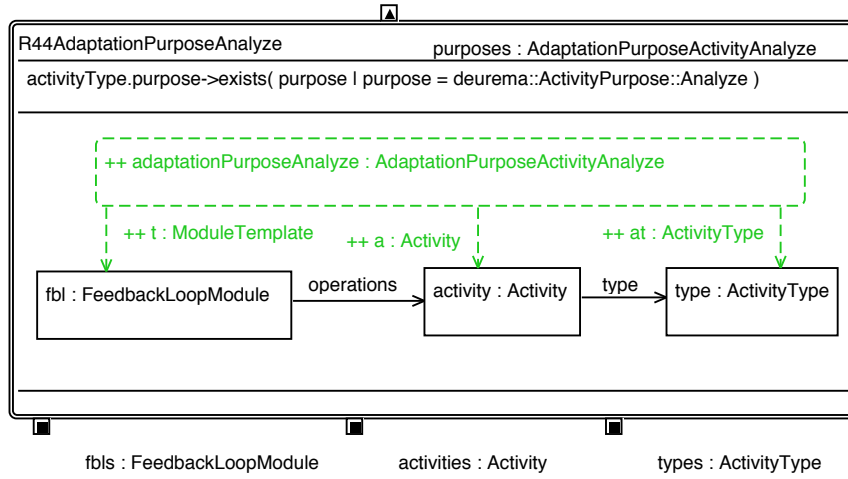 R44AdaptationPurposeAnalyze
purposes : AdaptationPurposeActivityAnalyze
activityType.purpose->exists( purpose | purpose = deurema::ActivityPurpose::Analyze )
++ adaptationPurposeAnalyze : AdaptationPurposeActivityAnalyze
++ t : ModuleTemplate
++ a : Activity
++ at : ActivityType
fbl : FeedbackLoopModule
operations
activity : Activity
type
type : ActivityType
fbls : FeedbackLoopModule
activities : Activity
types : ActivityType